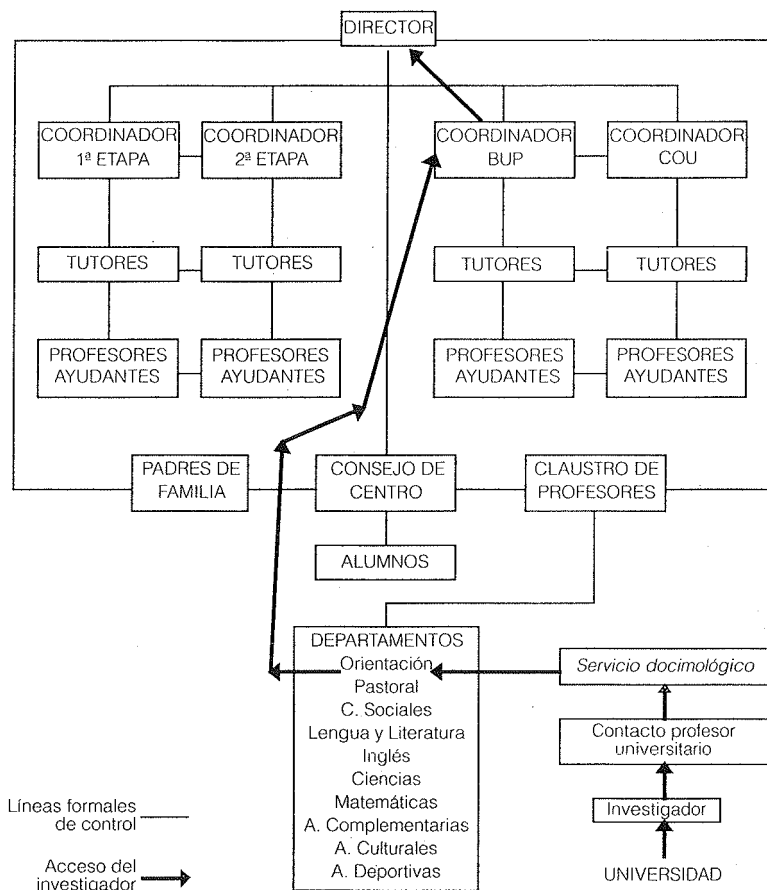 DIRECTOR
COORDINADOR
1ª ETAPA
COORDINADOR
2ª ETAPA
COORDINADOR
BUP
COORDINADOR
COU
TUTORES
TUTORES
TUTORES
TUTORES
PROFESORES
AYUDANTES
PROFESORES
AYUDANTES
PROFESORES
AYUDANTES
PROFESORES
AYUDANTES
PADRES DE
FAMILIA
CONSEJO DE
CENTRO
CLAUSTRO DE
PROFESORES
ALUMNOS
DEPARTAMENTOS
Orientación
Pastoral
C. Sociales
Lengua y Literatura
Inglés
Ciencias
Matemáticas
A. Complementarias
A. Culturales
A. Deportivas
Servicio docimológico
Contacto profesor
universitario
Investigador
UNIVERSIDAD
Líneas formales
de control
Acceso del
investigador